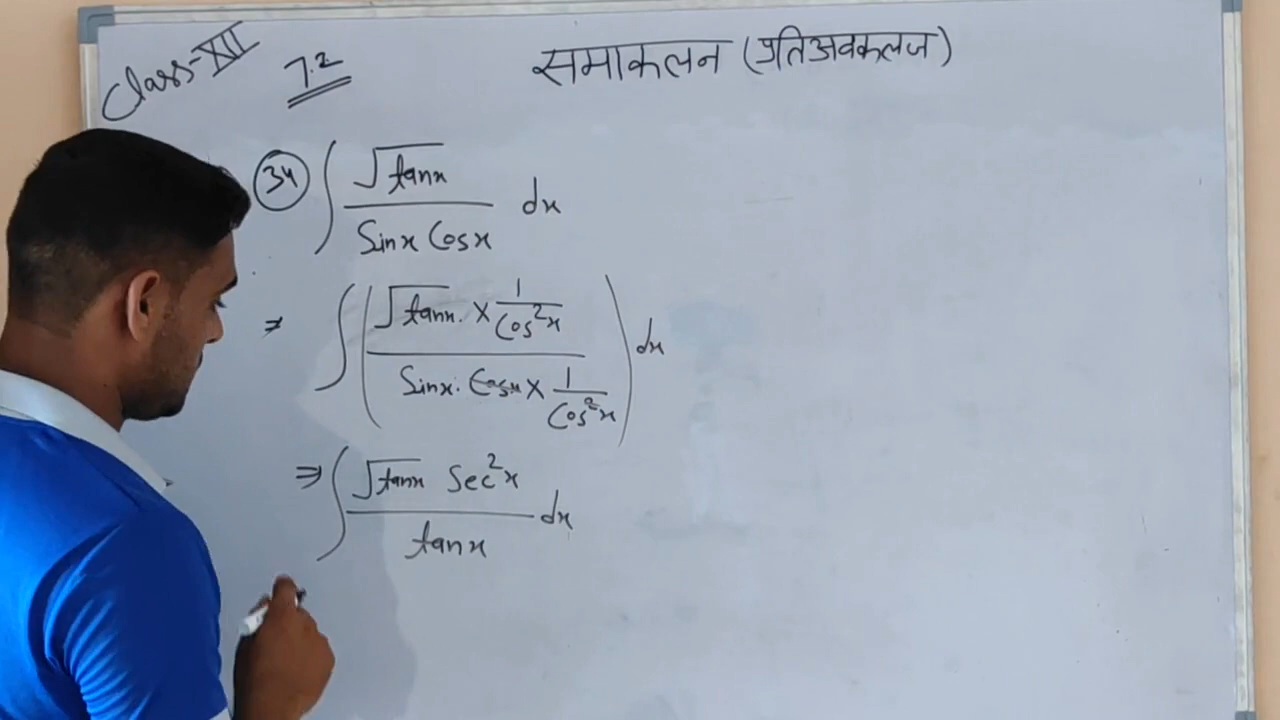 Class-XII 7.2 समाकलन (प्रतिअवकलज)
(34) ∫ √tanx / Sinx Cosx dx
⇒ ∫ ( √tanx. × 1/Cos²x / Sinx. Cosx × 1/Cos²x ) dx
⇒ ∫ √tanx Sec²x / tanx dx